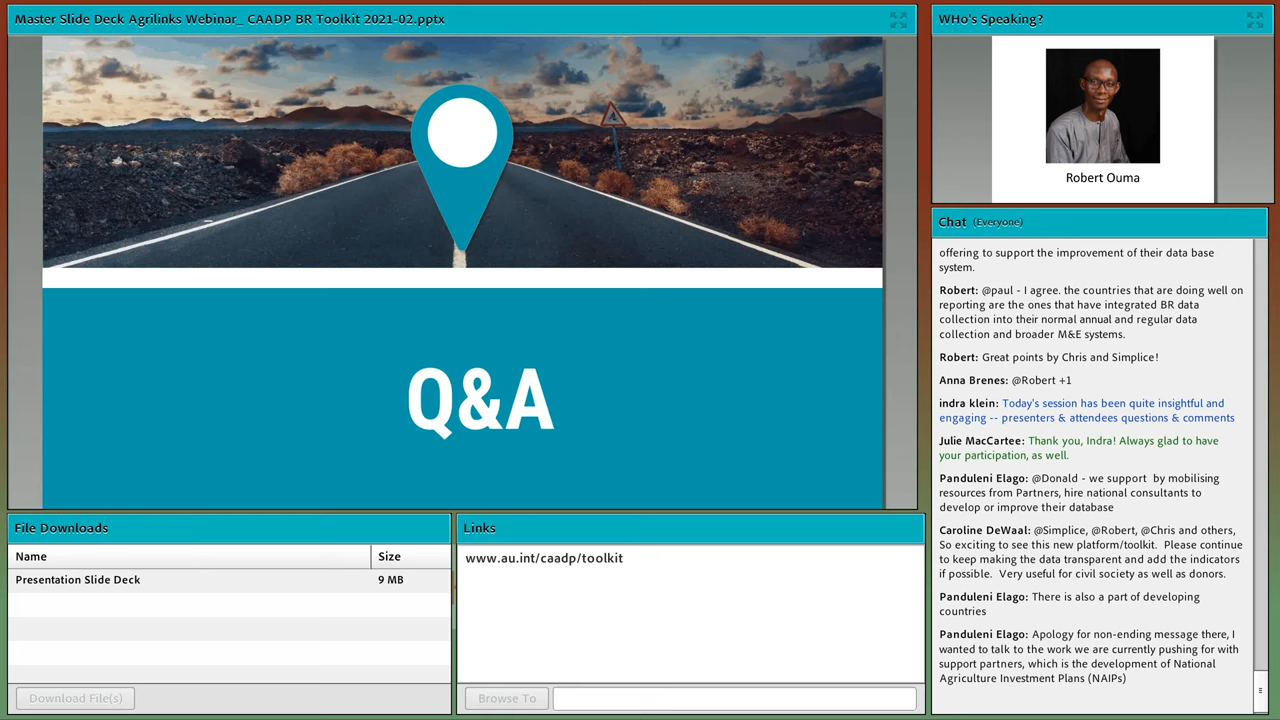 Master Slide Deck Agrilinks Webinar_ CAADP BR Toolkit 2021-02.pptx
Q&A
File Downloads
Name Size
Presentation Slide Deck 9 MB
Download File(s)
Links
www.au.int/caadp/toolkit
Browse To
WHo's Speaking?
Robert Ouma
Chat (Everyone)
offering to support the improvement of their data base
system.
Robert: @paul - I agree. the countries that are doing well on
reporting are the ones that have integrated BR data
collection into their normal annual and regular data
collection and broader M&E systems.
Robert: Great points by Chris and Simplice!
Anna Brenes: @Robert +1
indra klein: Today's session has been quite insightful and
engaging -- presenters & attendees questions & comments
Julie MacCartee: Thank you, Indra! Always glad to have
your participation, as well.
Panduleni Elago: @Donald - we support by mobilising
resources from Partners, hire national consultants to
develop or improve their database
Caroline DeWaal: @Simplice, @Robert, @Chris and others,
So exciting to see this new platform/toolkit. Please continue
to keep making the data transparent and add the indicators
if possible. Very useful for civil society as well as donors.
Panduleni Elago: There is also a part of developing
countries
Panduleni Elago: Apology for non-ending message there, I
wanted to talk to the work we are currently pushing for with
support partners, which is the development of National
Agriculture Investment Plans (NAIPs)